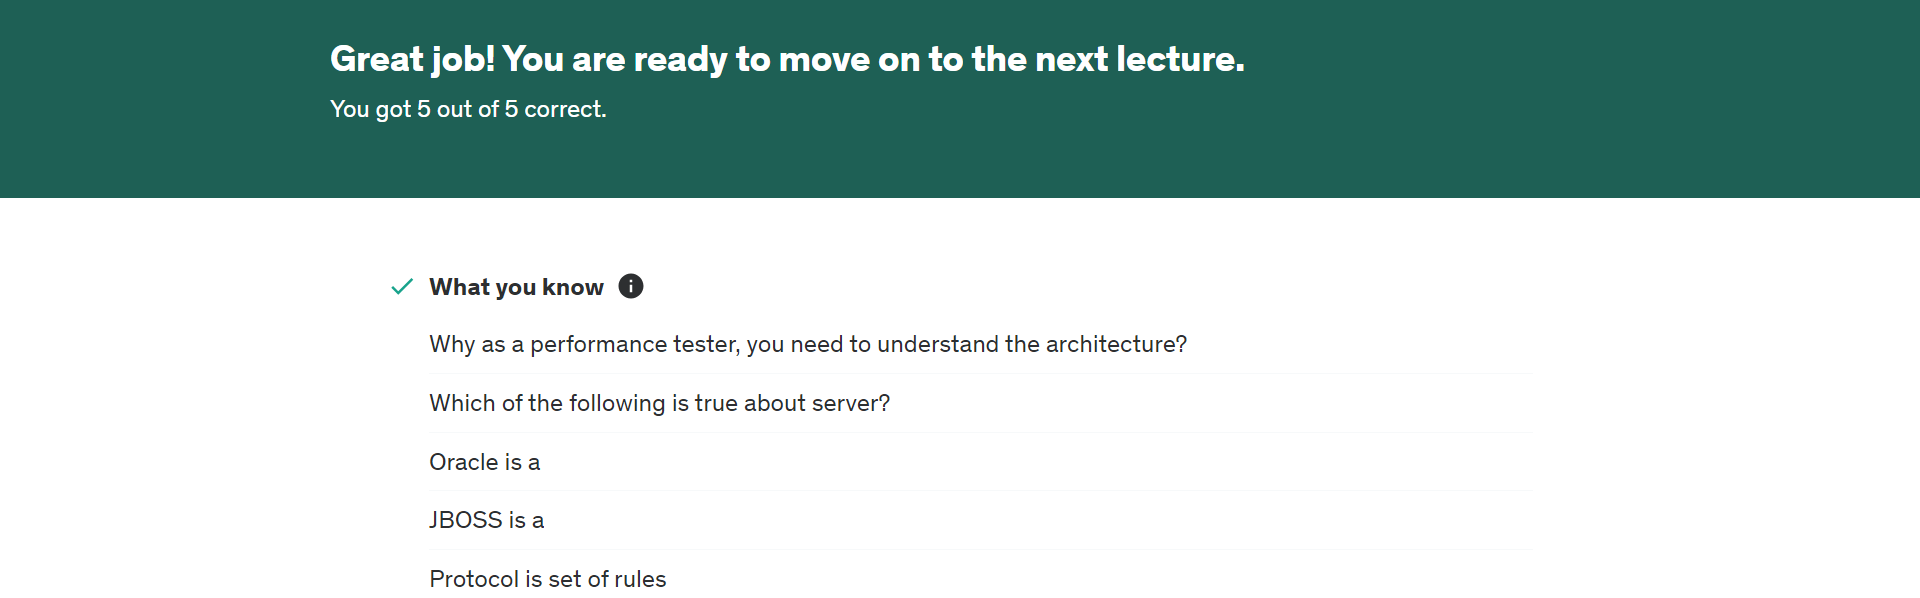 Great job! You are ready to move on to the next lecture.
You got 5 out of 5 correct.
What you know
Why as a performance tester, you need to understand the architecture?
Which of the following is true about server?
Oracle is a
JBOSS is a
Protocol is set of rules